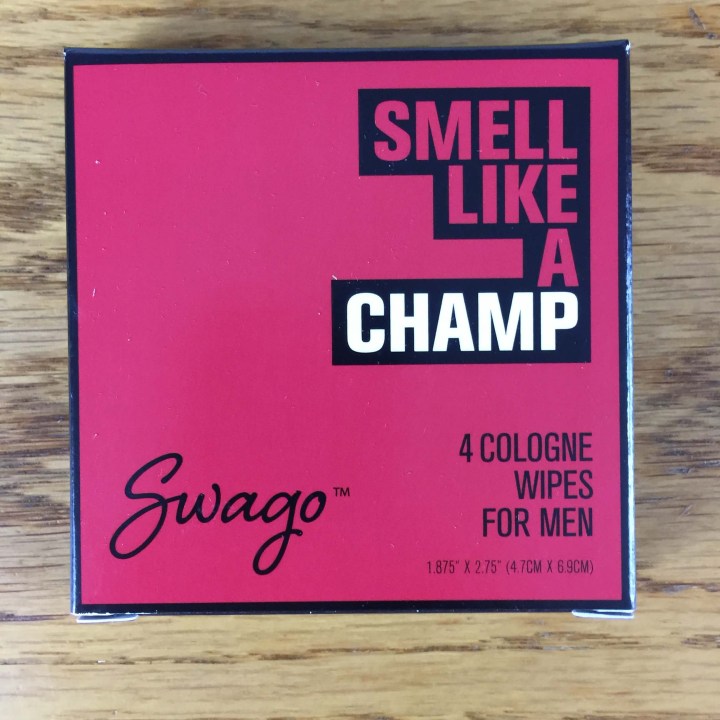 SMELL
LIKE
A
CHAMP
4 COLOGNE
WIPES
FOR MEN
Swago™
1.875" X 2.75" (4.7CM X 6.9CM)